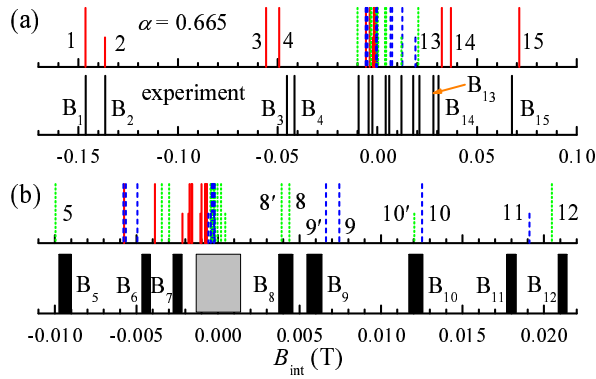 (a) α = 0.665
1 2 3 4 13 14 15
experiment B13
B1 B2 B3 B4 B14 B15
-0.15 -0.10 -0.05 0.00 0.05 0.10
(b)
5 8′ 8 9′ 9 10′ 10 11 12
B5 B6 B7 B8 B9 B10 B11 B12
-0.010 -0.005 0.000 0.005 0.010 0.015 0.020
Bint (T)